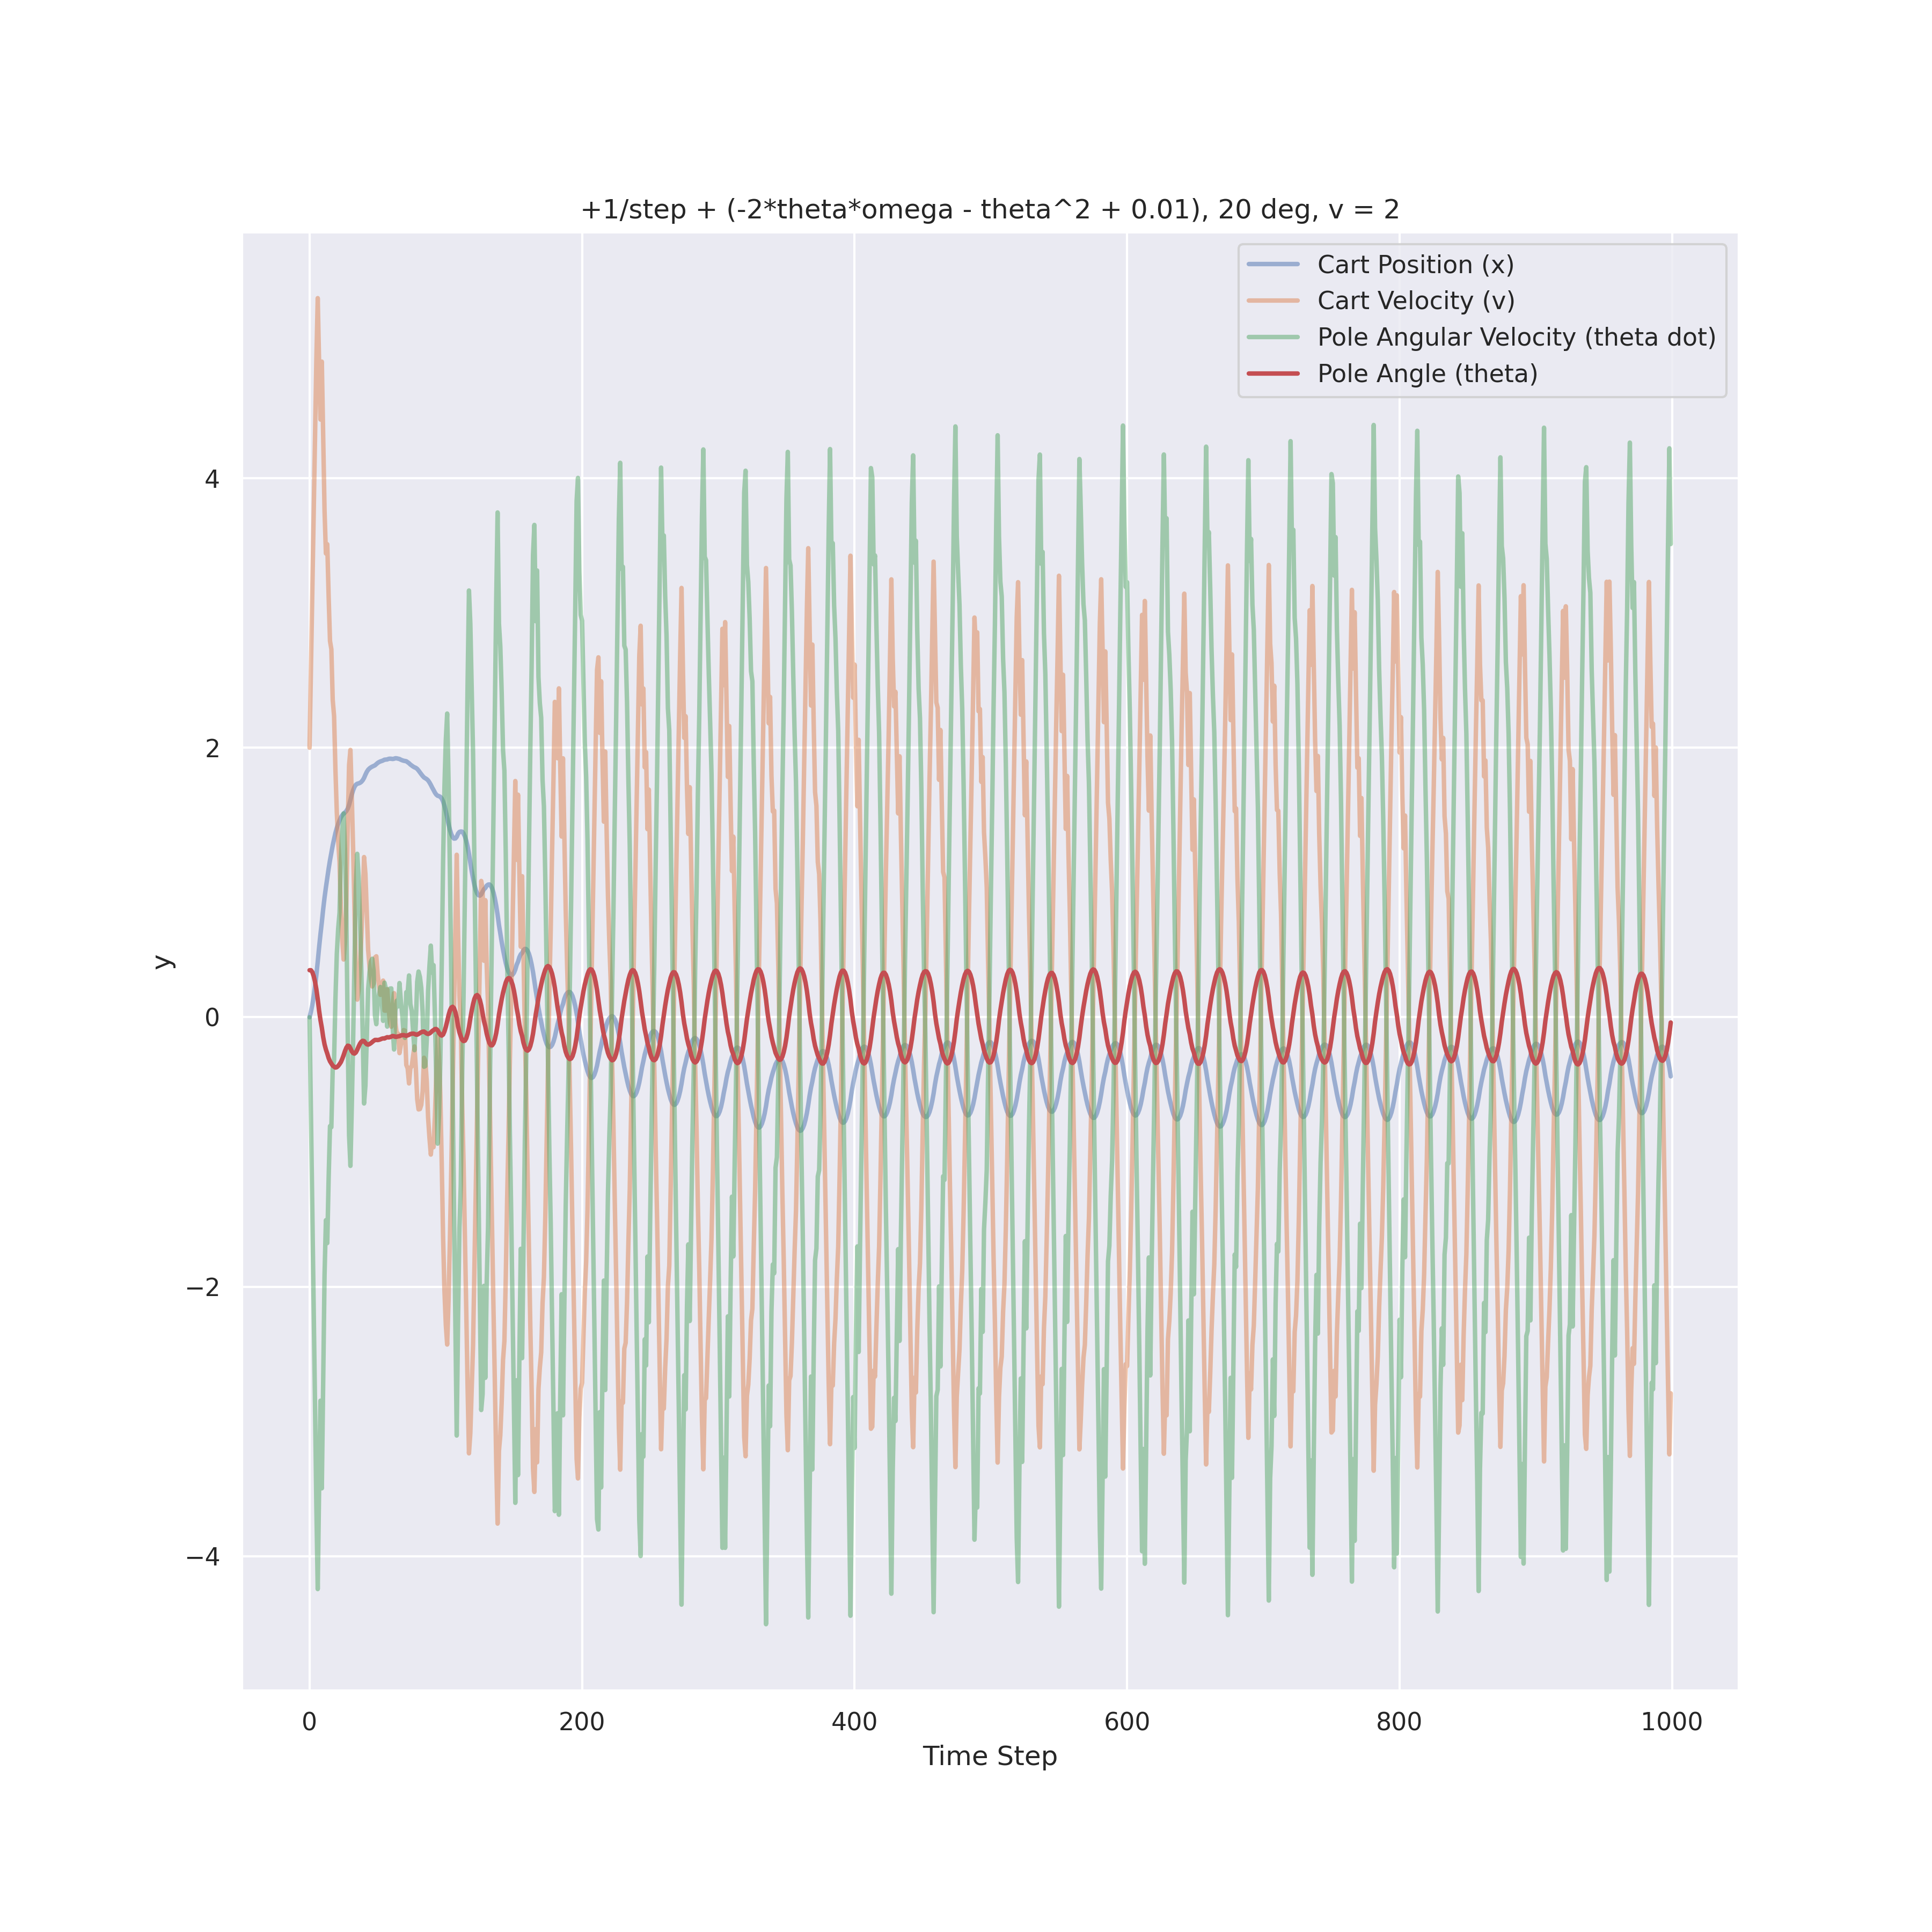 +1/step + (-2*theta*omega - theta^2 + 0.01), 20 deg, v = 2
Cart Position (x)
Cart Velocity (v)
Pole Angular Velocity (theta dot)
Pole Angle (theta)
4
2
0
−2
−4
y
0 200 400 600 800 1000
Time Step